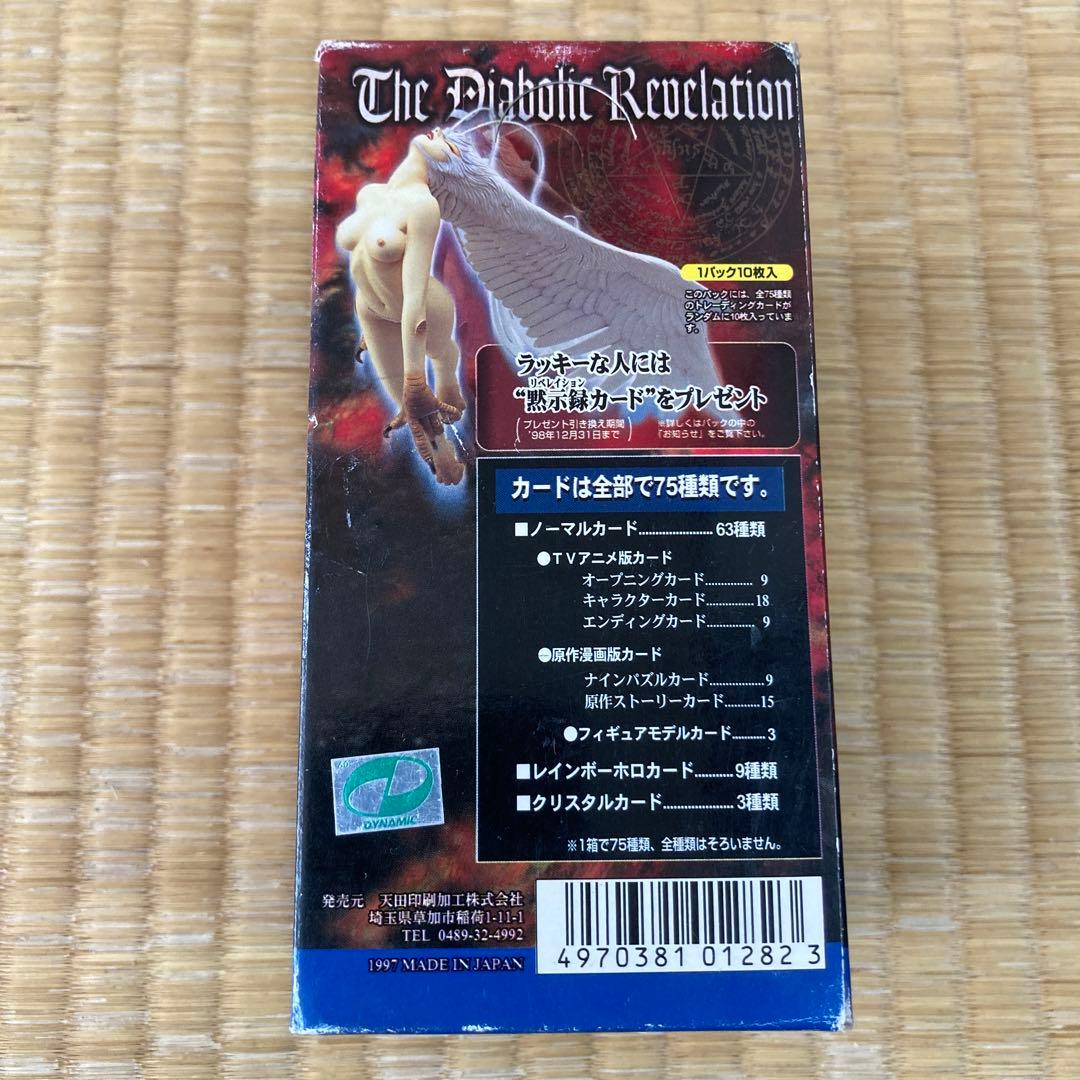 The Diabolic Revelation
1パック10枚入
このパックには、全75種類
のトレーディングカードが
ランダムに10枚入っていま
す。
ラッキーな人には
リベレイション
“黙示録カード”をプレゼント
プレゼント引き換え期間
'98年12月31日まで
※詳しくはパックの中の
「お知らせ」をご覧下さい。
カードは全部で75種類です。
■ノーマルカード......................63種類
●TVアニメ版カード
オープニングカード.............. 9
キャラクターカード..............18
エンディングカード.............. 9
●原作漫画版カード
ナインパズルカード................9
原作ストーリーカード..........15
●フィギュアモデルカード..........3
■レインボーホロカード...........9種類
■クリスタルカード....................3種類
※1箱で75種類、全種類はそろいません。
DYNAMIC
発売元 天田印刷加工株式会社
埼玉県草加市稲荷1-11-1
TEL 0489-32-4992
1997 MADE IN JAPAN
4970381012823